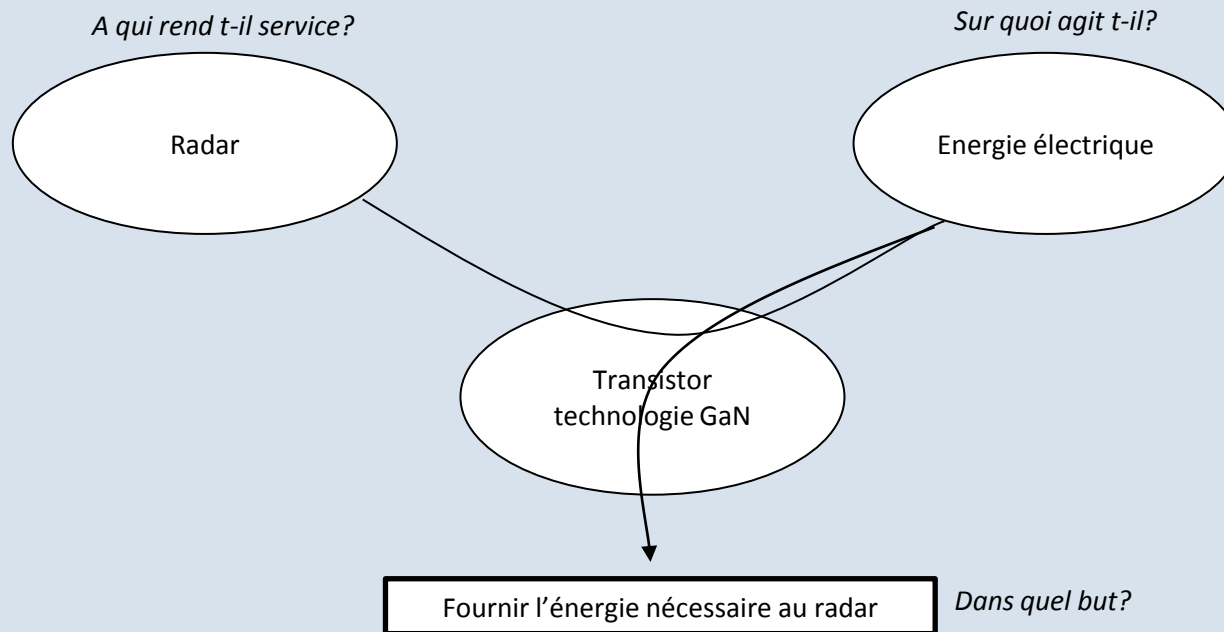 A qui rend t-il service?
Sur quoi agit t-il?
Radar
Energie électrique
Transistor
technologie GaN
Fournir l’énergie nécessaire au radar
Dans quel but?